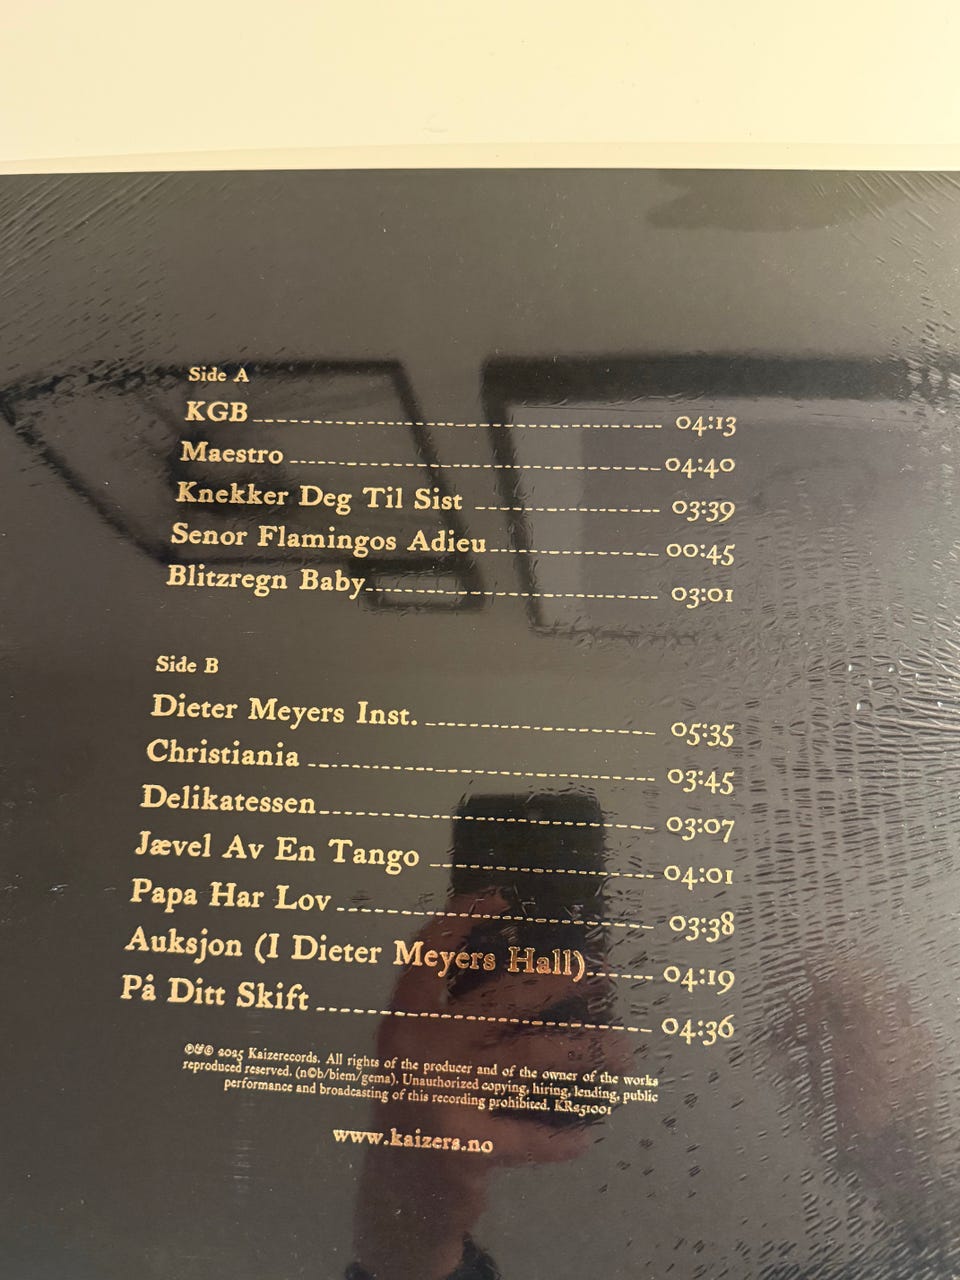 Side A
KGB 04:13
Maestro 04:40
Knekker Deg Til Sist 03:39
Senor Flamingos Adieu 00:45
Blitzregn Baby 03:01
Side B
Dieter Meyers Inst. 05:35
Christiania 03:45
Delikatessen 03:07
Jævel Av En Tango 04:01
Papa Har Lov 03:38
Auksjon (I Dieter Meyers Hall) 04:19
På Ditt Skift 04:36
℗&© 2025 Kaizerecords. All rights of the producer and of the owner of the works
reproduced reserved. (n©b/biem/gema). Unauthorized copying, hiring, lending, public
performance and broadcasting of this recording prohibited. KR251001
www.kaizers.no